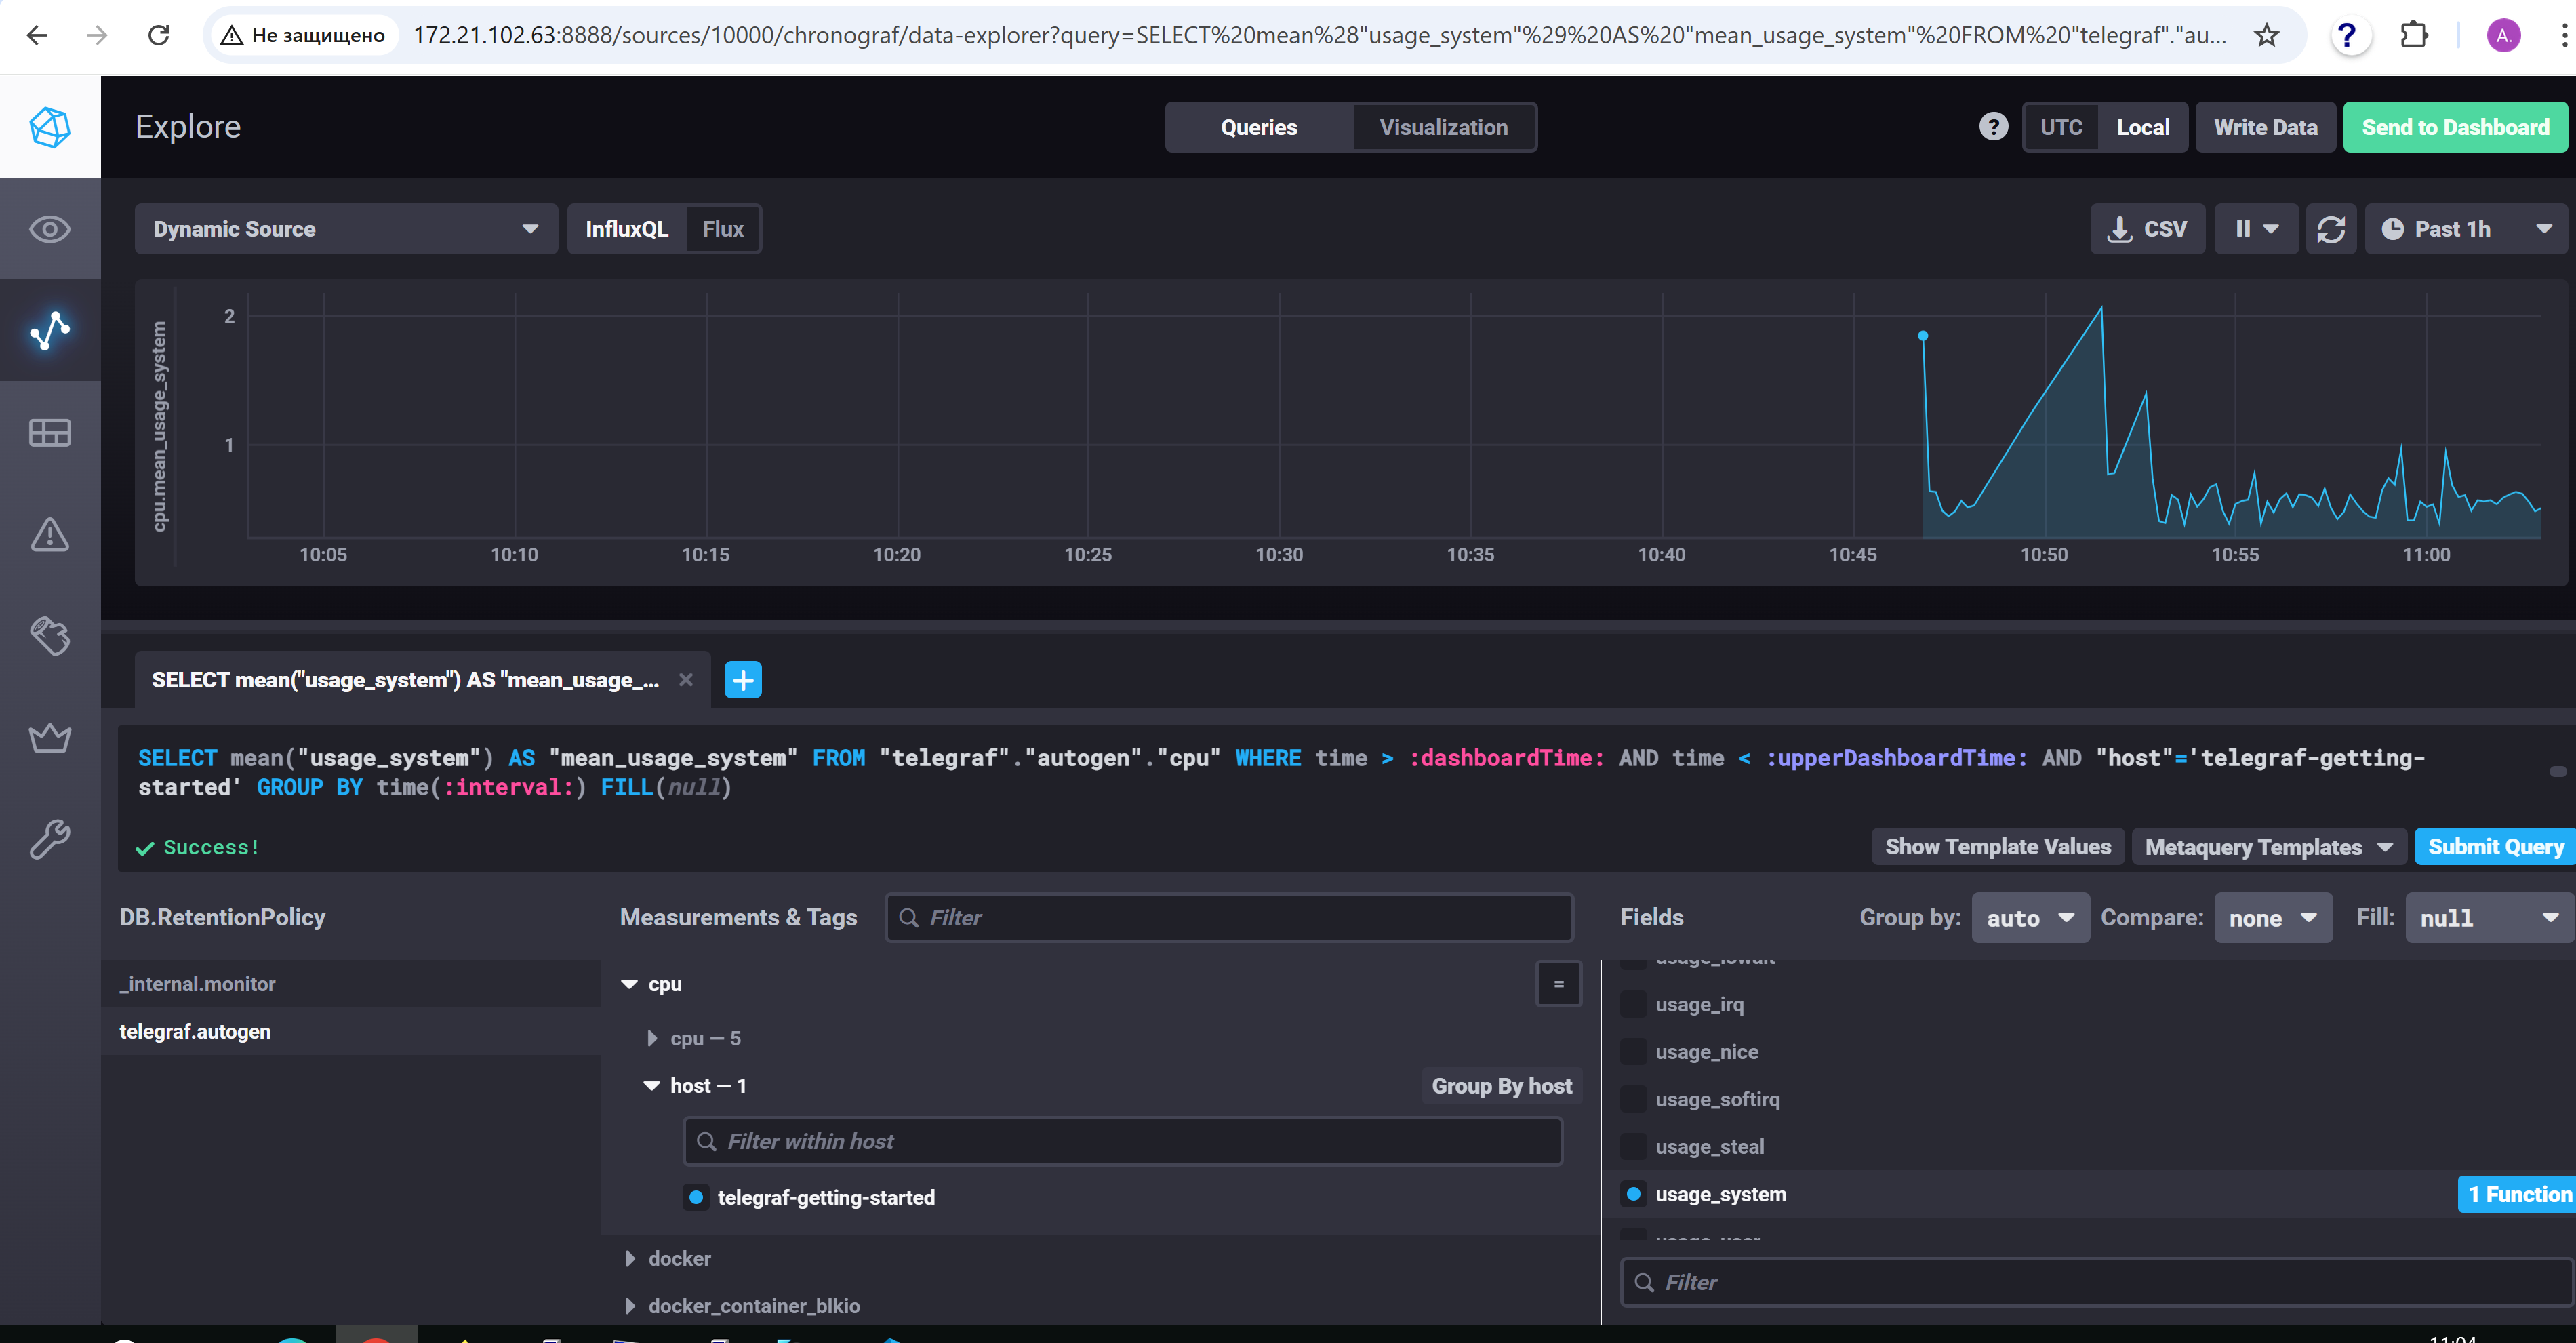 Не защищено
172.21.102.63:8888/sources/10000/chronograf/data-explorer?query=SELECT%20mean%28"usage_system"%29%20AS%20"mean_usage_system"%20FROM%20"telegraf"."au...
?
A.
Explore
Queries
Visualization
?
UTC
Local
Write Data
Send to Dashboard
Dynamic Source
InfluxQL
Flux
CSV
Past 1h
cpu.mean_usage_system
2
1
10:05
10:10
10:15
10:20
10:25
10:30
10:35
10:40
10:45
10:50
10:55
11:00
SELECT mean("usage_system") AS "mean_usage_...
SELECT mean("usage_system") AS "mean_usage_system" FROM "telegraf"."autogen"."cpu" WHERE time > :dashboardTime: AND time < :upperDashboardTime: AND "host"='telegraf-getting-
started' GROUP BY time(:interval:) FILL(null)
Success!
Show Template Values
Metaquery Templates
Submit Query
DB.RetentionPolicy
Measurements & Tags
Filter
Fields
Group by:
auto
Compare:
none
Fill:
null
_internal.monitor
telegraf.autogen
cpu
=
cpu — 5
host — 1
Group By host
Filter within host
telegraf-getting-started
docker
docker_container_blkio
usage_irq
usage_nice
usage_softirq
usage_steal
usage_system
1 Function
Filter